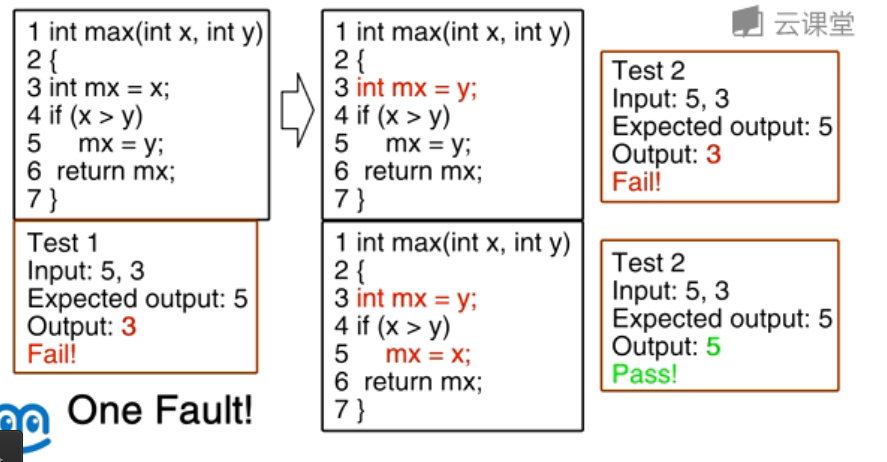 云课堂
1 int max(int x, int y)
2 {
3 int mx = x;
4 if (x > y)
5 mx = y;
6 return mx;
7 }
Test 1
Input: 5, 3
Expected output: 5
Output: 3
Fail!
1 int max(int x, int y)
2 {
3 int mx = y;
4 if (x > y)
5 mx = y;
6 return mx;
7 }
Test 2
Input: 5, 3
Expected output: 5
Output: 3
Fail!
1 int max(int x, int y)
2 {
3 int mx = y;
4 if (x > y)
5 mx = x;
6 return mx;
7 }
Test 2
Input: 5, 3
Expected output: 5
Output: 5
Pass!
One Fault!